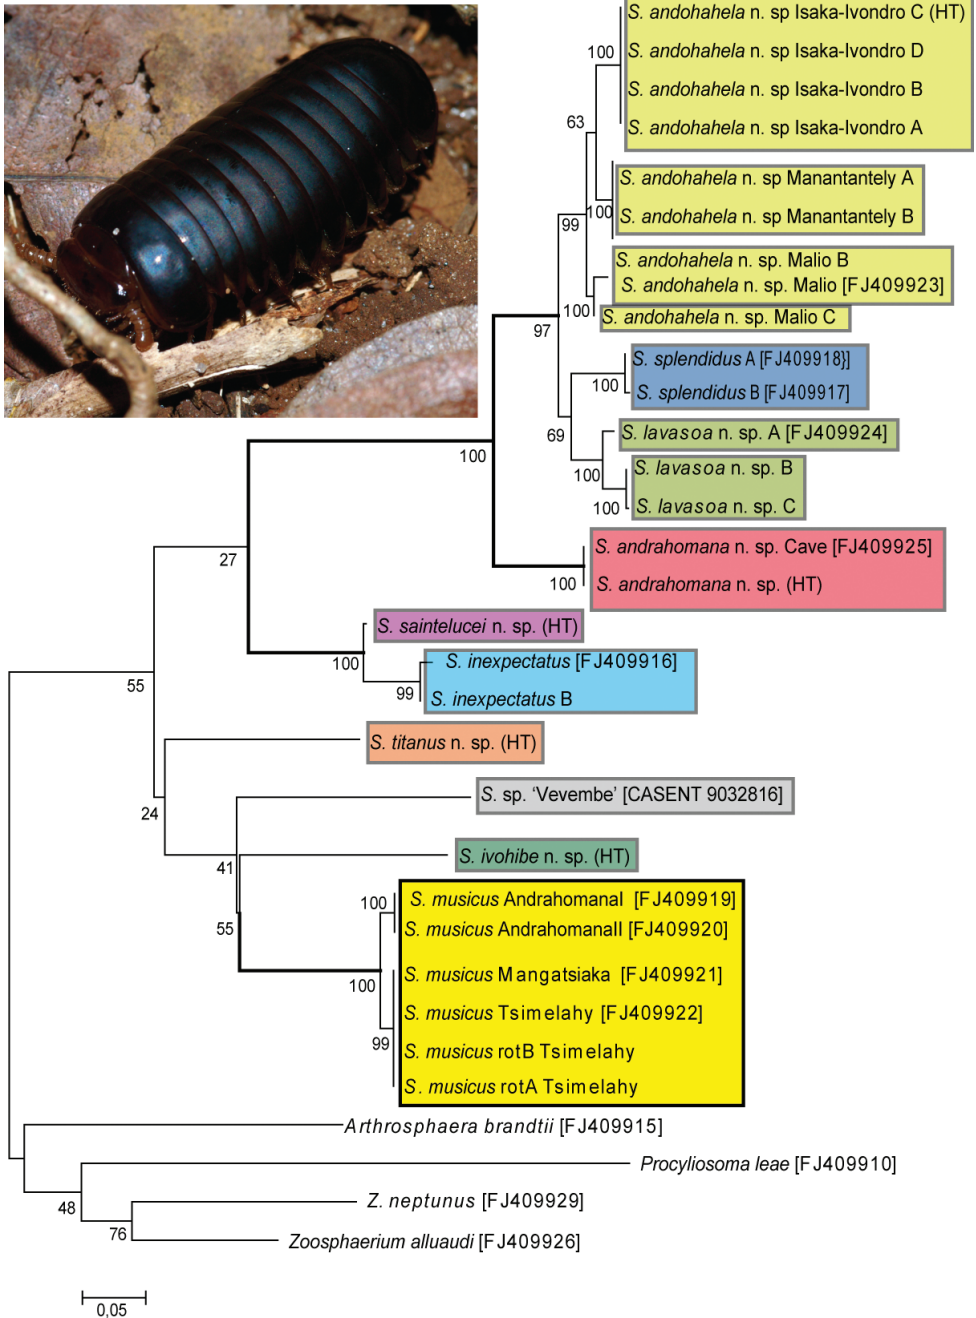 S. andohahela n. sp Isaka-Ivondro C (HT)
100
S. andohahela n. sp Isaka-Ivondro D
S. andohahela n. sp Isaka-Ivondro B
63
S. andohahela n. sp Isaka-Ivondro A
S. andohahela n. sp Manantantely A
100
S. andohahela n. sp Manantantely B
99
S. andohahela n. sp. Malio B
S. andohahela n. sp. Malio [FJ409923]
100
S. andohahela n. sp. Malio C
97
S. splendidus A [FJ409918}]
100
S. splendidus B [FJ409917]
69
S. lavasoa n. sp. A [FJ409924]
100
S. lavasoa n. sp. B
100
S. lavasoa n. sp. C
100
S. andrahomana n. sp. Cave [FJ409925]
100
S. andrahomana n. sp. (HT)
27
S. saintelucei n. sp. (HT)
100
S. inexpectatus [FJ409916]
99
S. inexpectatus B
55
S. titanus n. sp. (HT)
S. sp. ‘Vevembe’ [CASENT 9032816]
24
S. ivohibe n. sp. (HT)
41
S. musicus AndrahomanaI [FJ409919]
100
S. musicus AndrahomanaII [FJ409920]
55
S. musicus Mangatsiaka [FJ409921]
100
S. musicus Tsimelahy [FJ409922]
99
S. musicus rotB Tsimelahy
S. musicus rotA Tsimelahy
Arthrosphaera brandtii [FJ409915]
Procyliosoma leae [FJ409910]
48
Z. neptunus [FJ409929]
76
Zoosphaerium alluaudi [FJ409926]
0,05